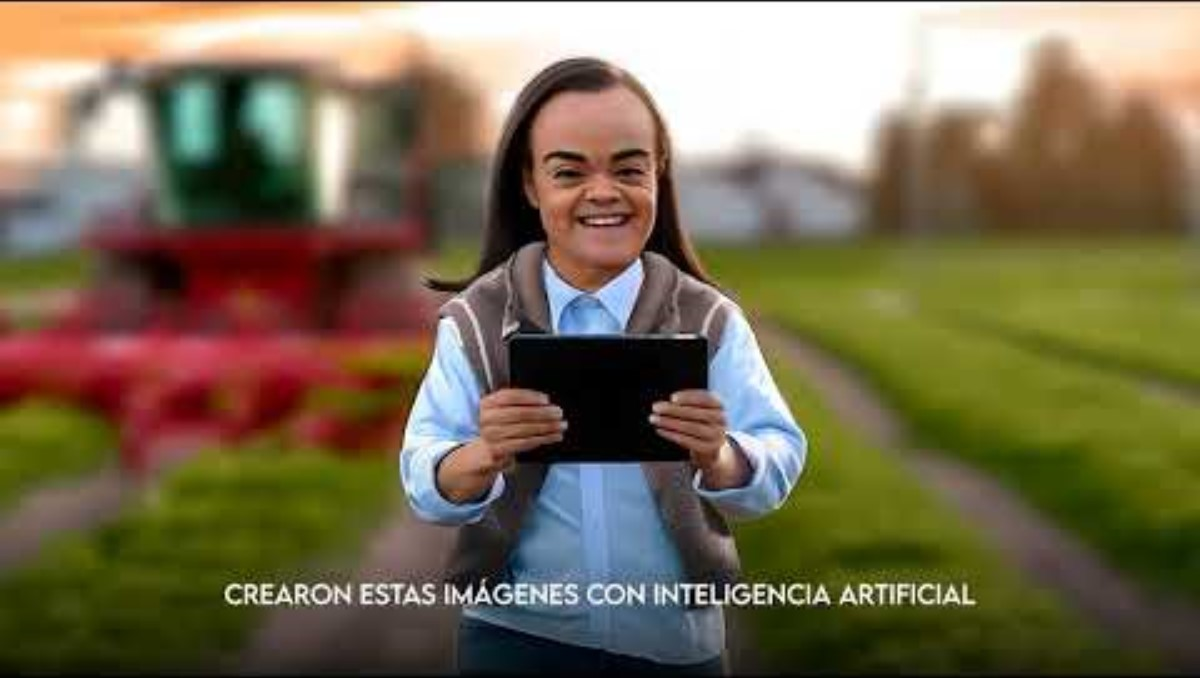 CREARON ESTAS IMÁGENES CON INTELIGENCIA ARTIFICIAL